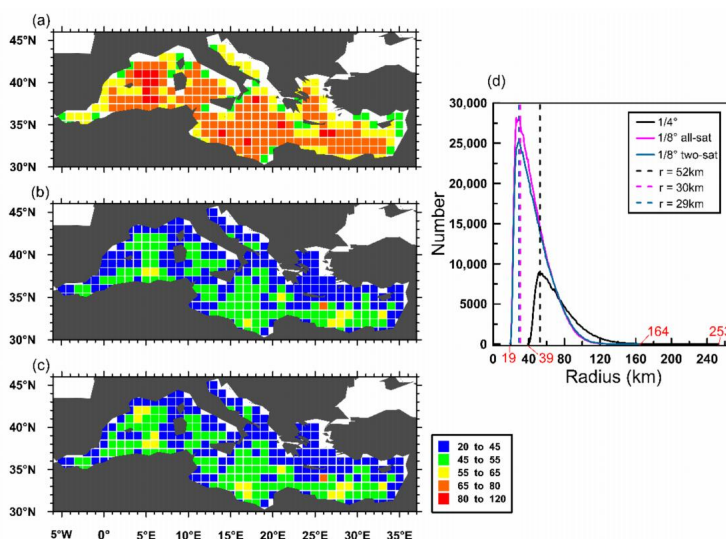 (a)
45°N
40°N
35°N
30°N
(b)
45°N
40°N
35°N
30°N
(c)
45°N
40°N
35°N
30°N
5°W 0° 5°E 10°E 15°E 20°E 25°E 30°E 35°E
20 to 45
45 to 55
55 to 65
65 to 80
80 to 120
(d)
30,000
25,000
20,000
15,000
10,000
5000
0
Number
1/4°
1/8° all-sat
1/8° two-sat
r = 52km
r = 30km
r = 29km
164
253
0 40 80 120 160 200 240
19
39
Radius (km)